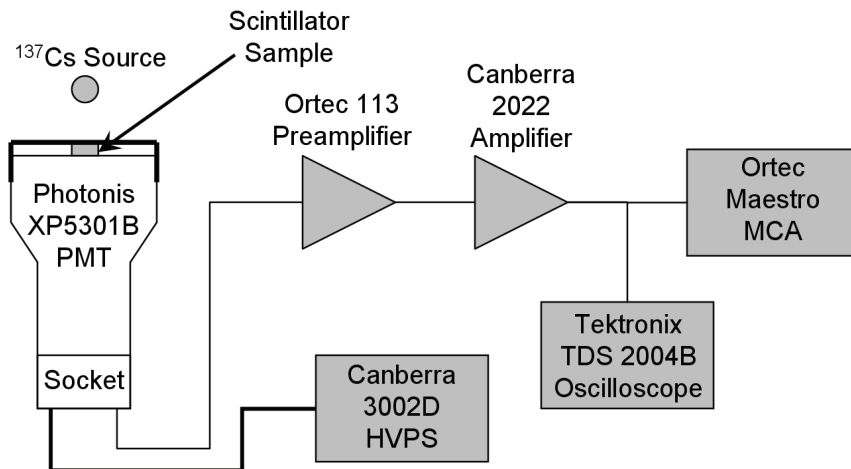 Scintillator
Sample
¹³⁷Cs Source
Canberra
2022
Amplifier
Ortec 113
Preamplifier
Photonis
XP5301B
PMT
Ortec
Maestro
MCA
Tektronix
TDS 2004B
Oscilloscope
Socket
Canberra
3002D
HVPS